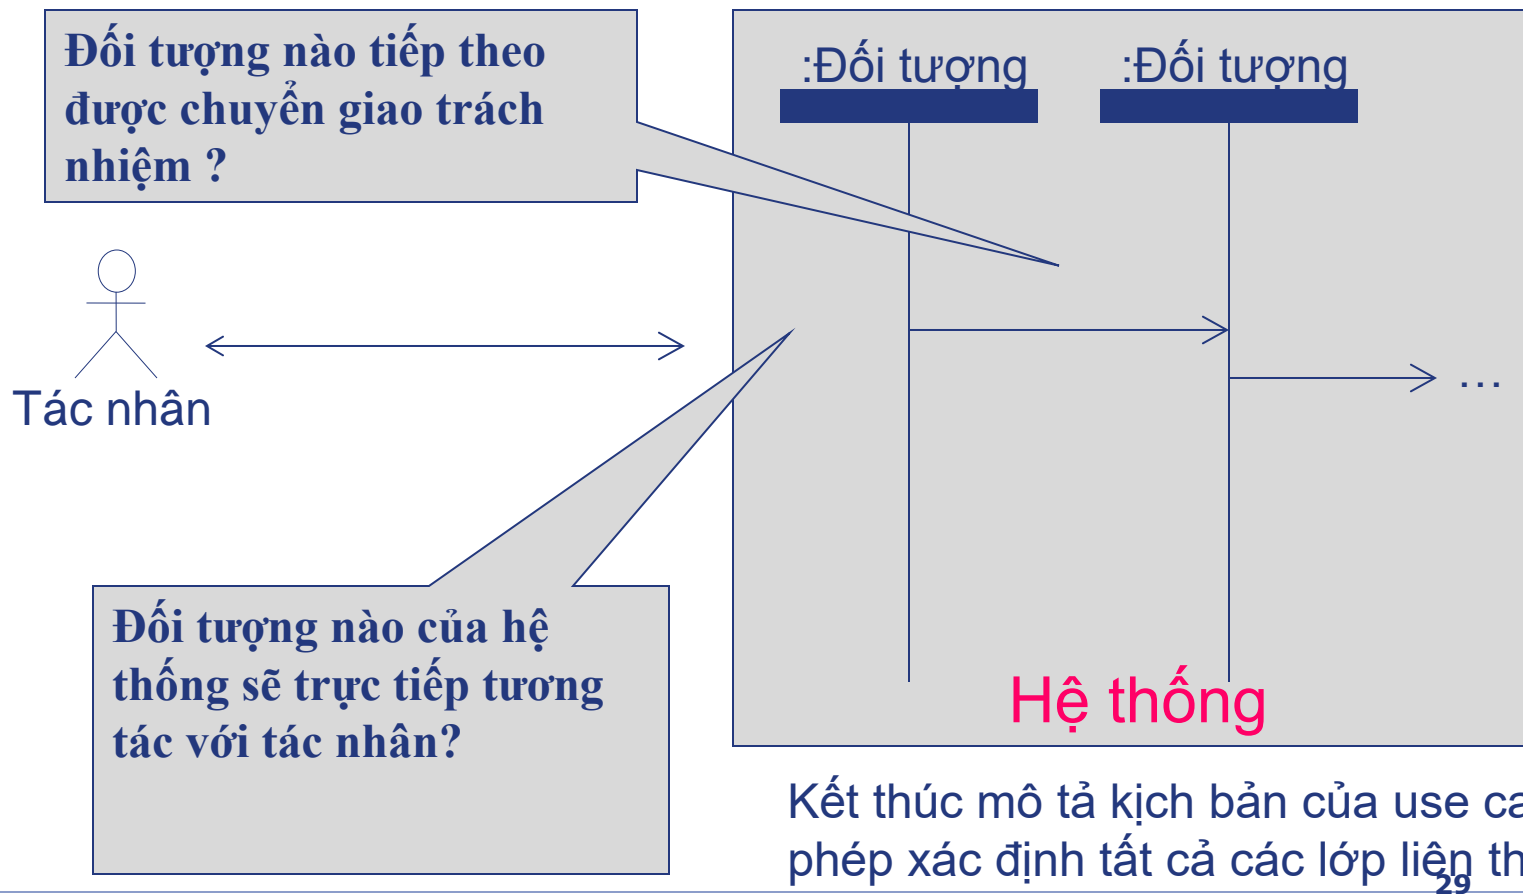 Đối tượng nào tiếp theo
được chuyển giao trách
nhiệm ?
:Đối tượng
:Đối tượng
Tác nhân
...
Đối tượng nào của hệ
thống sẽ trực tiếp tương
tác với tác nhân?
Hệ thống
Kết thúc mô tả kịch bản của use ca
phép xác định tất cả các lớp liên th
29